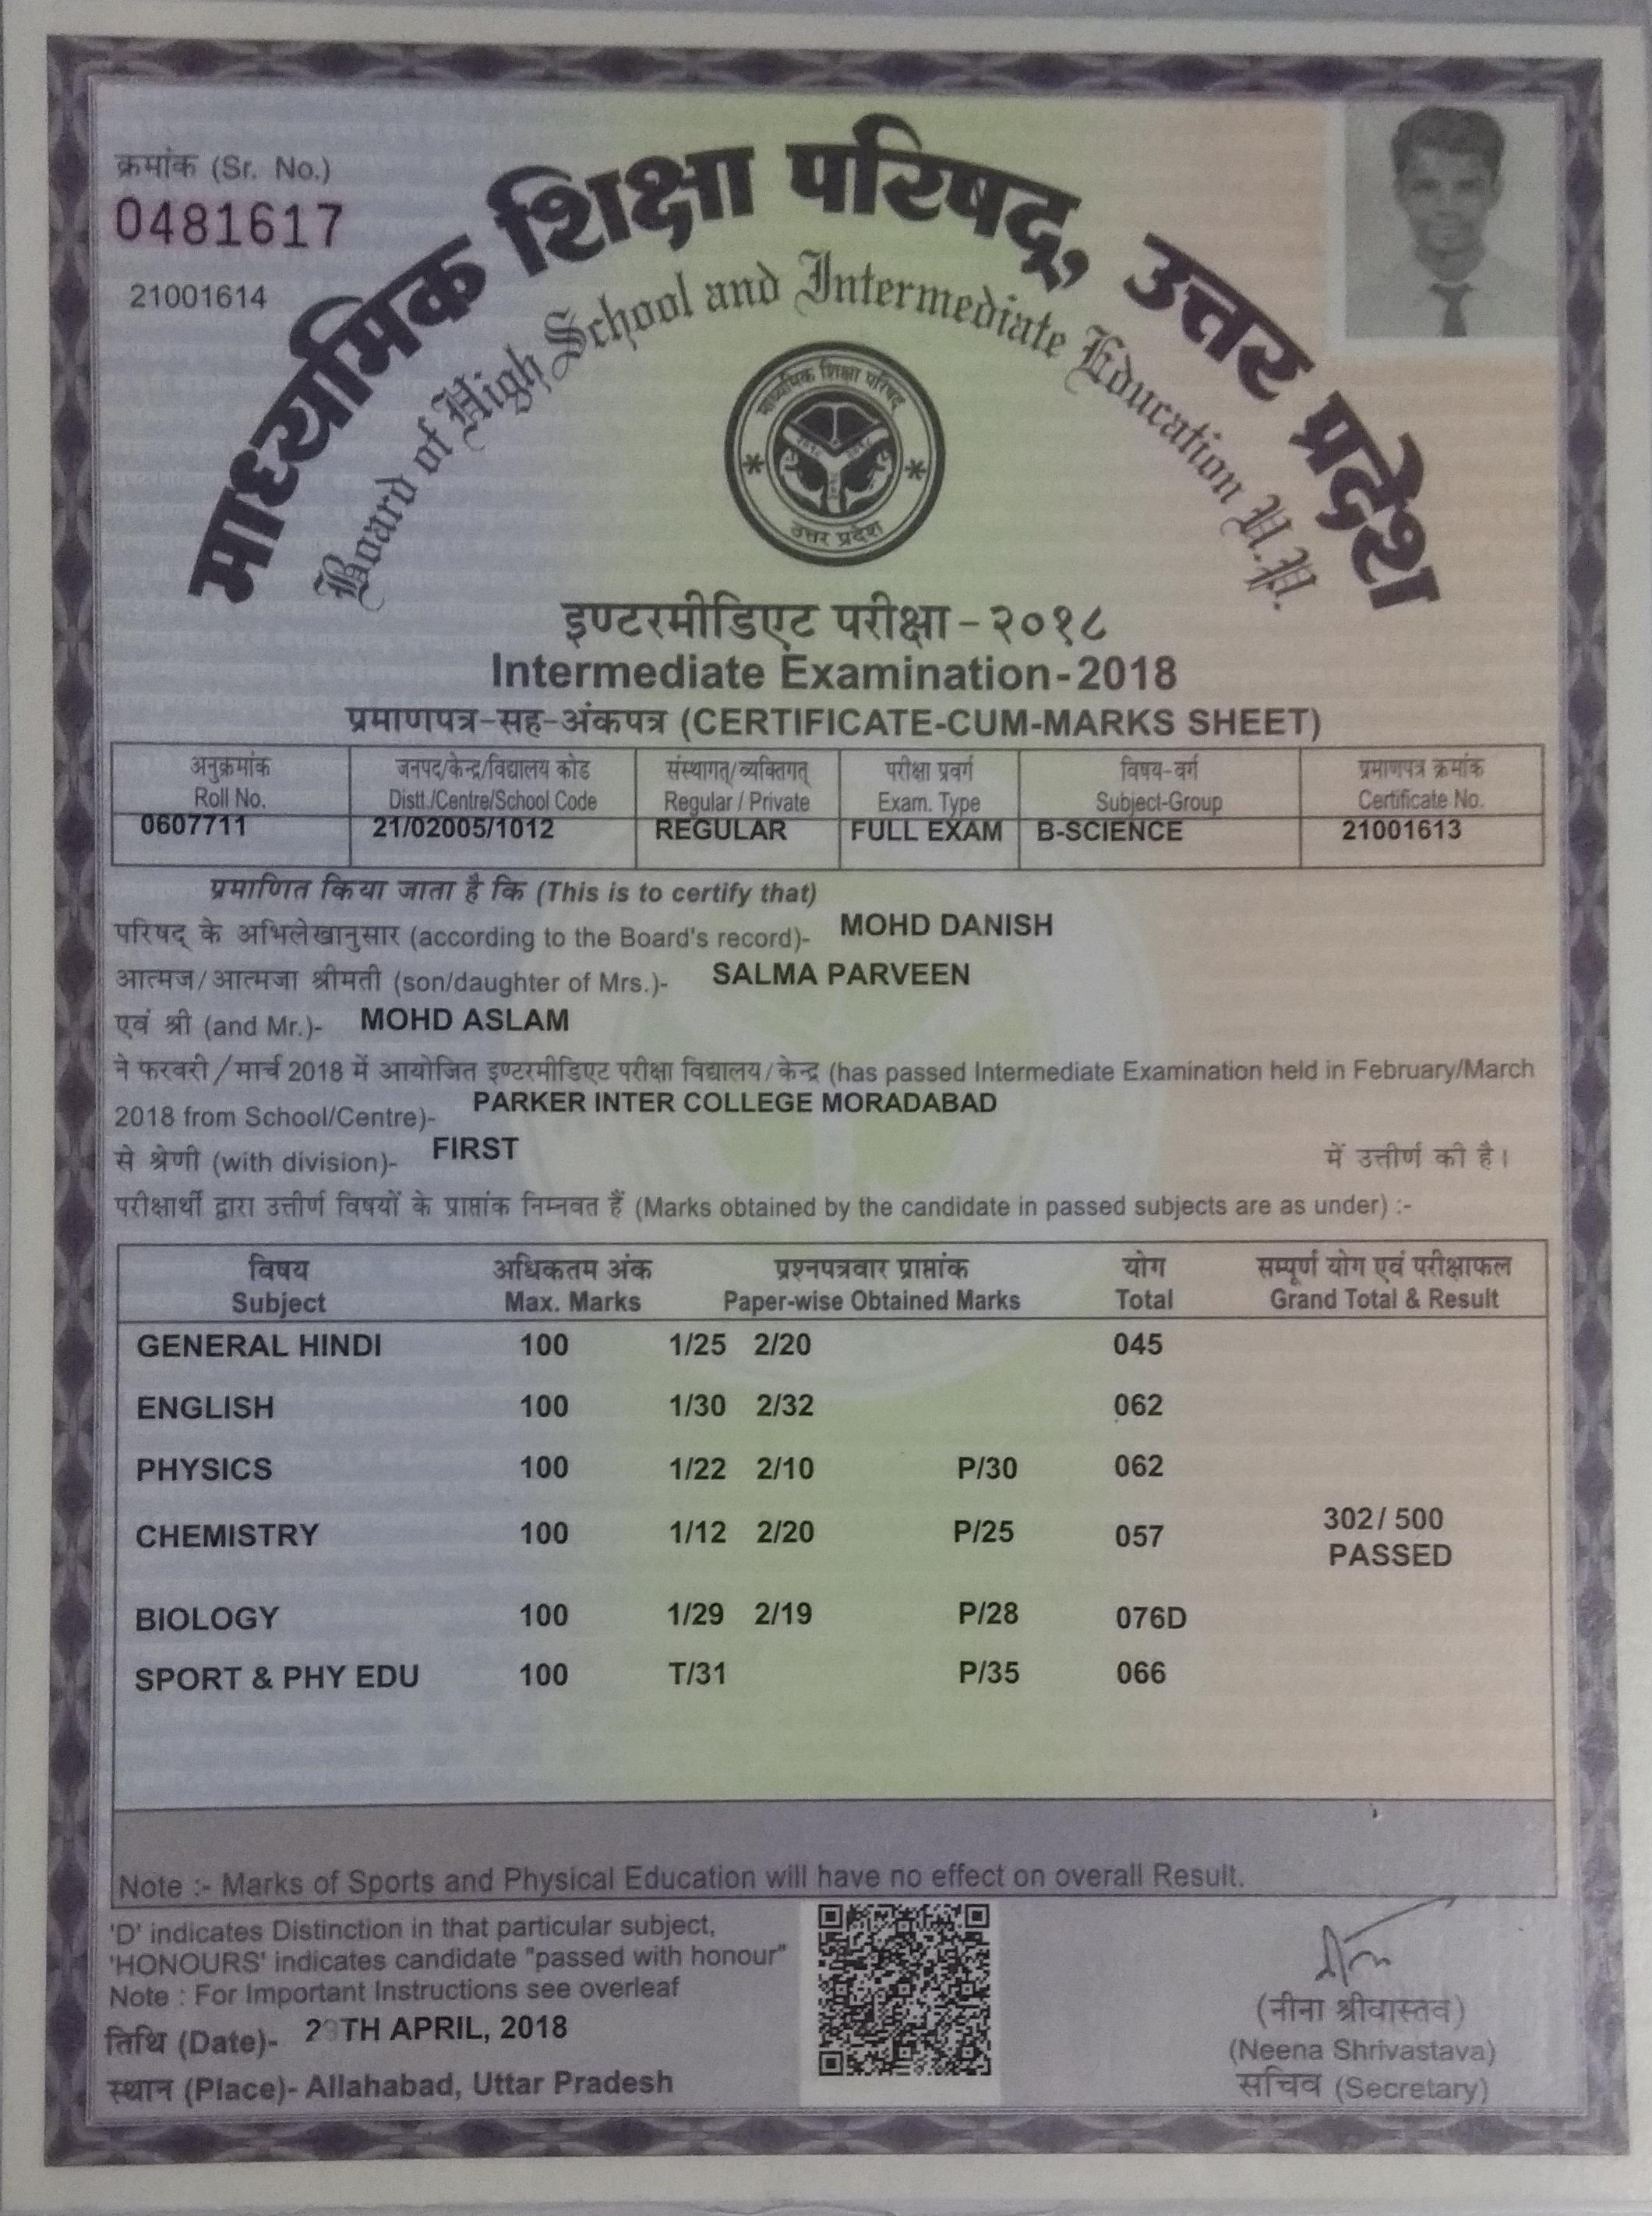 क्रमांक (Sr. No.)
0481617
21001614
माध्यमिक शिक्षा परिषद्, उत्तर प्रदेश
Board of High School and Intermediate Education U.P.
माध्यमिक शिक्षा परिषद्
उत्तर प्रदेश
इण्टरमीडिएट परीक्षा - २०१८
Intermediate Examination-2018
प्रमाणपत्र-सह-अंकपत्र (CERTIFICATE-CUM-MARKS SHEET)
अनुक्रमांक जनपद/केन्द्र/विद्यालय कोड संस्थागत्/व्यक्तिगत् परीक्षा प्रवर्ग विषय-वर्ग प्रमाणपत्र क्रमांक
Roll No. Distt./Centre/School Code Regular / Private Exam. Type Subject-Group Certificate No.
0607711 21/02005/1012 REGULAR FULL EXAM B-SCIENCE 21001613
प्रमाणित किया जाता है कि (This is to certify that)
परिषद् के अभिलेखानुसार (according to the Board's record)- MOHD DANISH
आत्मज/आत्मजा श्रीमती (son/daughter of Mrs.)- SALMA PARVEEN
एवं श्री (and Mr.)- MOHD ASLAM
ने फरवरी/मार्च 2018 में आयोजित इण्टरमीडिएट परीक्षा विद्यालय/केन्द्र (has passed Intermediate Examination held in February/March
2018 from School/Centre)- PARKER INTER COLLEGE MORADABAD
से श्रेणी (with division)- FIRST में उत्तीर्ण की है।
परीक्षार्थी द्वारा उत्तीर्ण विषयों के प्राप्तांक निम्नवत हैं (Marks obtained by the candidate in passed subjects are as under) :-
विषय अधिकतम अंक प्रश्नपत्रवार प्राप्तांक योग सम्पूर्ण योग एवं परीक्षाफल
Subject Max. Marks Paper-wise Obtained Marks Total Grand Total & Result
GENERAL HINDI 100 1/25 2/20 045
ENGLISH 100 1/30 2/32 062
PHYSICS 100 1/22 2/10 P/30 062
CHEMISTRY 100 1/12 2/20 P/25 057 302/ 500
PASSED
BIOLOGY 100 1/29 2/19 P/28 076D
SPORT & PHY EDU 100 T/31 P/35 066
Note :- Marks of Sports and Physical Education will have no effect on overall Result.
'D' indicates Distinction in that particular subject,
'HONOURS' indicates candidate "passed with honour"
Note : For Important Instructions see overleaf
तिथि (Date)- APRIL, 2018
स्थान (Place)- Allahabad, Uttar Pradesh
(नीना श्रीवास्तव)
(Neena Shrivastava)
सचिव (Secretary)